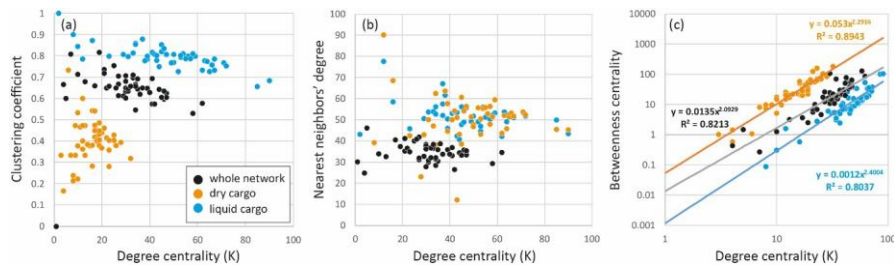 (a)
Clustering coefficient
1
0.9
0.8
0.7
0.6
0.5
0.4
0.3
0.2
0.1
0
0 20 40 60 80 100
Degree centrality (K)
whole network
dry cargo
liquid cargo
(b)
Nearest neighbors' degree
100
90
80
70
60
50
40
30
20
10
0
0 20 40 60 80 100
Degree centrality (K)
(c)
Betweenness centrality
10000
1000
100
10
1
0.1
0.01
0.001
1 10 100
Degree centrality (K)
y = 0.053x^2.2916
R² = 0.8943
y = 0.0135x^2.0929
R² = 0.8213
y = 0.0012x^2.4004
R² = 0.8037